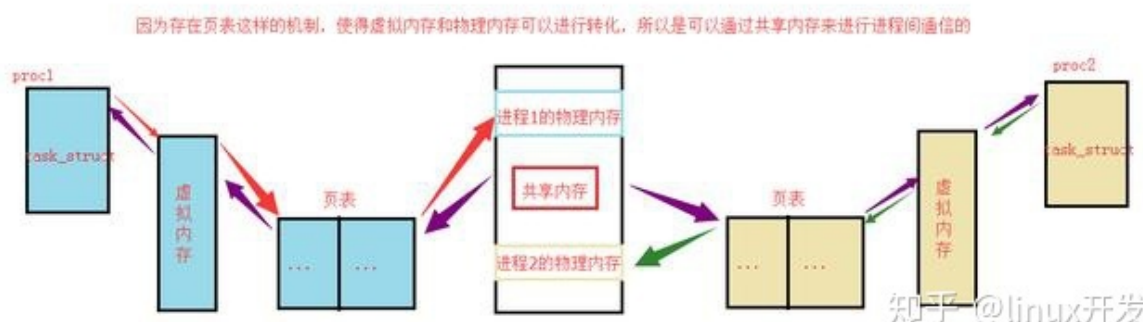 因为存在页表这样的机制，使得虚拟内存和物理内存可以进行转化，所以是可以通过共享内存来进行进程间通信的
proc1
proc2
进程1的物理内存
task_struct
task_struct
共享内存
虚拟内存
页表
页表
虚拟内存
... ...
... ...
进程2的物理内存
知乎 @linux开发